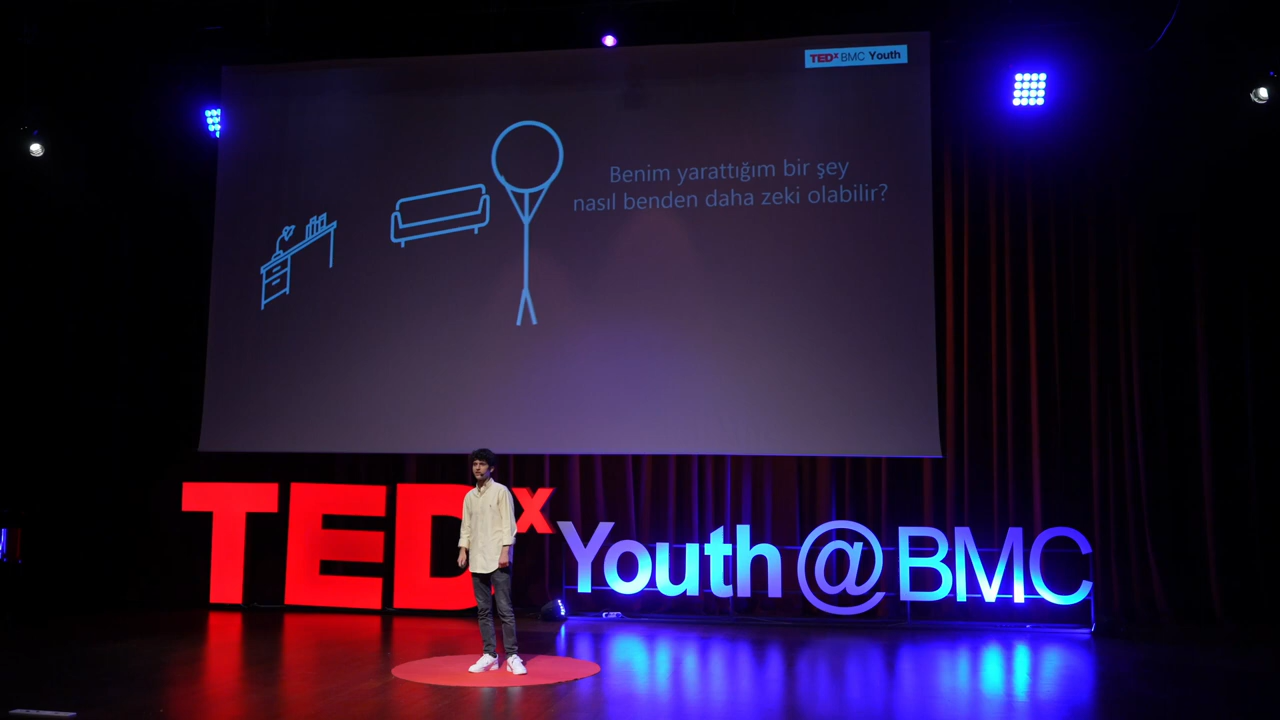 TEDx BMC Youth
Benim yarattığım bir şey
nasıl benden daha zeki olabilir?
TEDx Youth@BMC